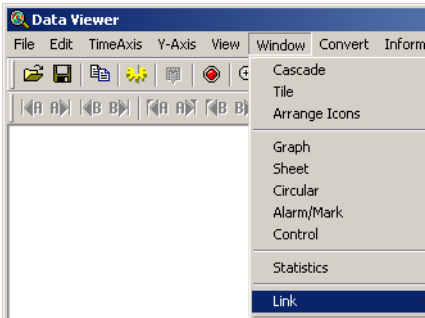 Data Viewer
File Edit TimeAxis Y-Axis View Window Convert Inform
Cascade
Tile
Arrange Icons
A A B B A A B B
Graph
Sheet
Circular
Alarm/Mark
Control
Statistics
Link